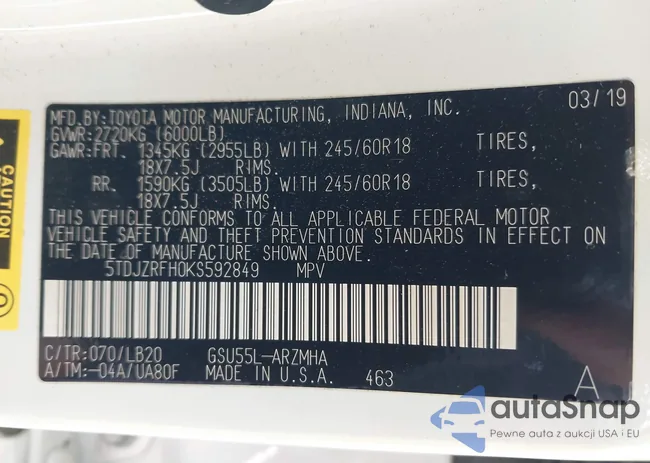 MFD.BY:TOYOTA MOTOR MANUFACTURING, INDIANA, INC. 03/19
GVWR:2720KG (6000LB)
GAWR:FRT. 1345KG (2955LB) WITH 245/60R18 TIRES,
18X7.5J RIMS.
RR. 1590KG (3505LB) WITH 245/60R18 TIRES,
18X7.5J RIMS.
THIS VEHICLE CONFORMS TO ALL APPLICABLE FEDERAL MOTOR
VEHICLE SAFETY AND THEFT PREVENTION STANDARDS IN EFFECT ON
THE DATE OF MANUFACTURE SHOWN ABOVE.
5TDJZRFH0KS592849 MPV
C/TR:070/LB20 GSU55L-ARZMHA
A/TM:-04A/UA80F MADE IN U.S.A. 463 A
CAUTION
autoSnap
Pewne auta z aukcji USA i EU